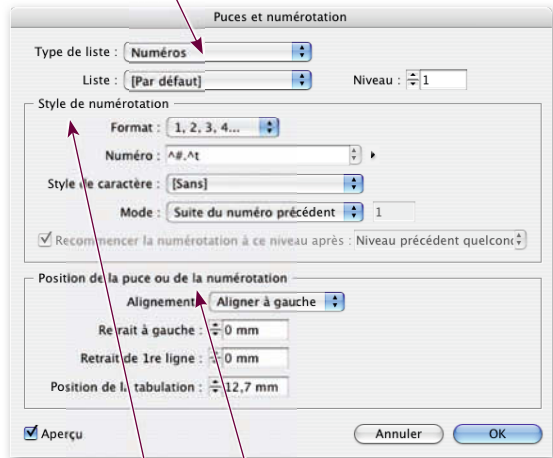 Puces et numérotation
Type de liste : Numéros
Liste : [Par défaut] Niveau : 1
Style de numérotation
Format : 1, 2, 3, 4...
Numéro : ^#.^t
Style de caractère : [Sans]
Mode : Suite du numéro précédent 1
Recommencer la numérotation à ce niveau après : Niveau précédent quelconq
Position de la puce ou de la numérotation
Alignement : Aligner à gauche
Retrait à gauche : 0 mm
Retrait de 1re ligne : 0 mm
Position de la tabulation : 12,7 mm
Aperçu Annuler OK